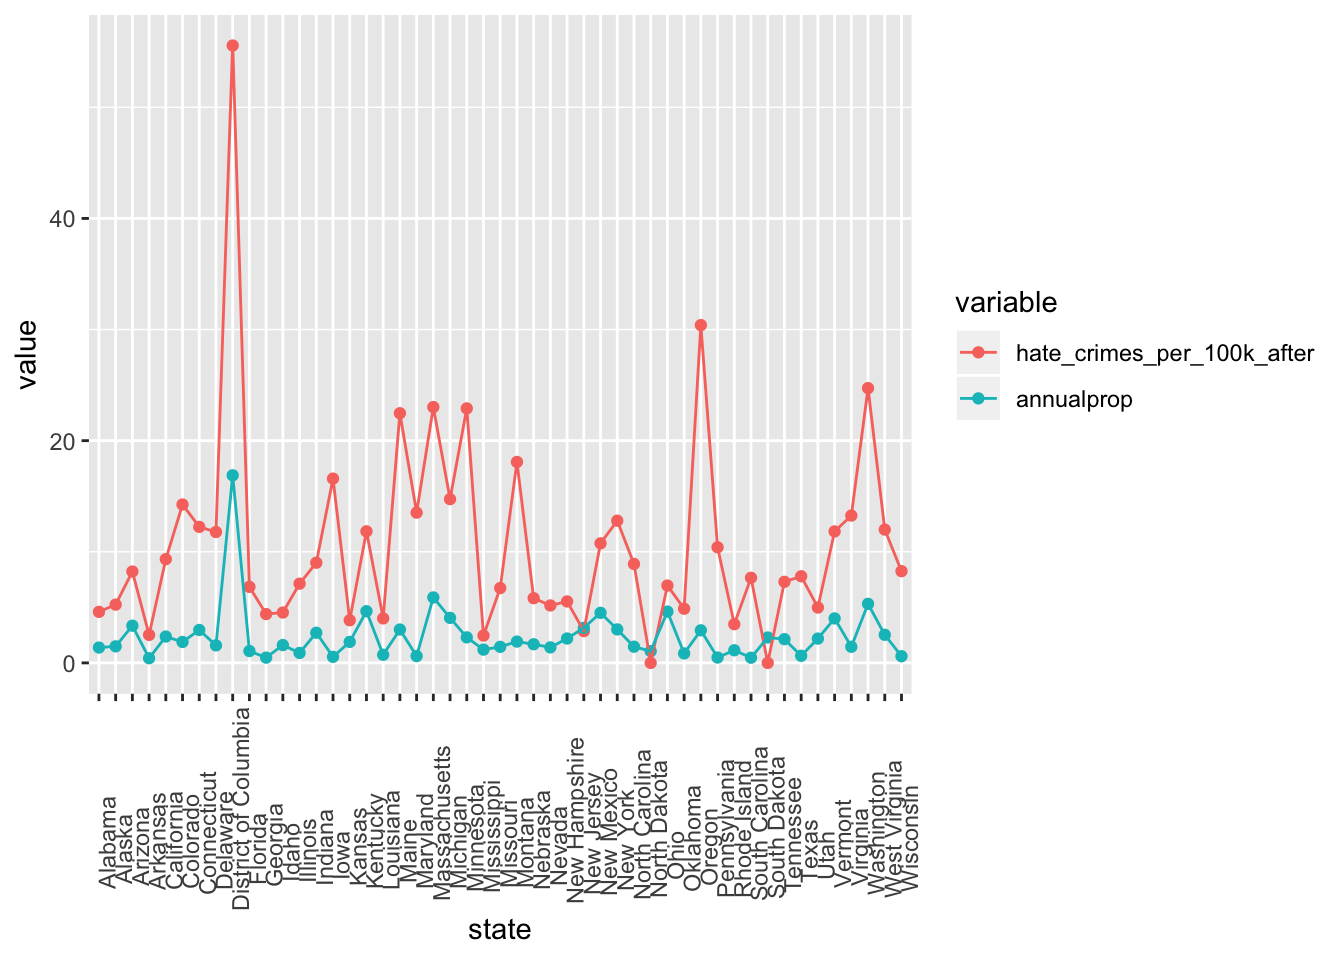 40
20
0
value
Alabama
Alaska
Arizona
Arkansas
California
Colorado
Connecticut
Delaware
District of Columbia
Florida
Georgia
Idaho
Illinois
Indiana
Iowa
Kansas
Kentucky
Louisiana
Maine
Maryland
Massachusetts
Michigan
Minnesota
Mississippi
Missouri
Montana
Nebraska
Nevada
New Hampshire
New Jersey
New Mexico
New York
North Carolina
North Dakota
Ohio
Oklahoma
Oregon
Pennsylvania
Rhode Island
South Carolina
South Dakota
Tennessee
Texas
Utah
Vermont
Virginia
Washington
West Virginia
Wisconsin
state
variable
hate_crimes_per_100k_after
annualprop